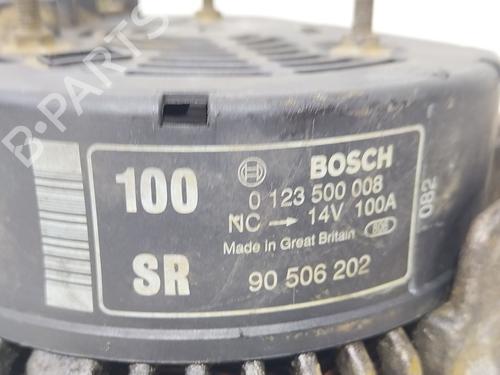 B-PARTS
100
BOSCH
0 123 500 008
NC → 14V 100A
Made in Great Britain
SR
90 506 202
082